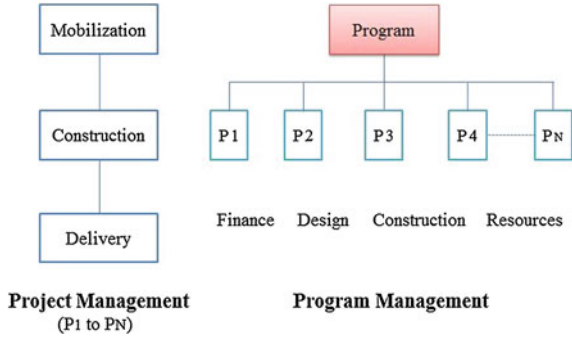 Mobilization
Construction
Delivery
Project Management
(P1 to PN)
Program
P1 P2 P3 P4 PN
Finance Design Construction Resources
Program Management